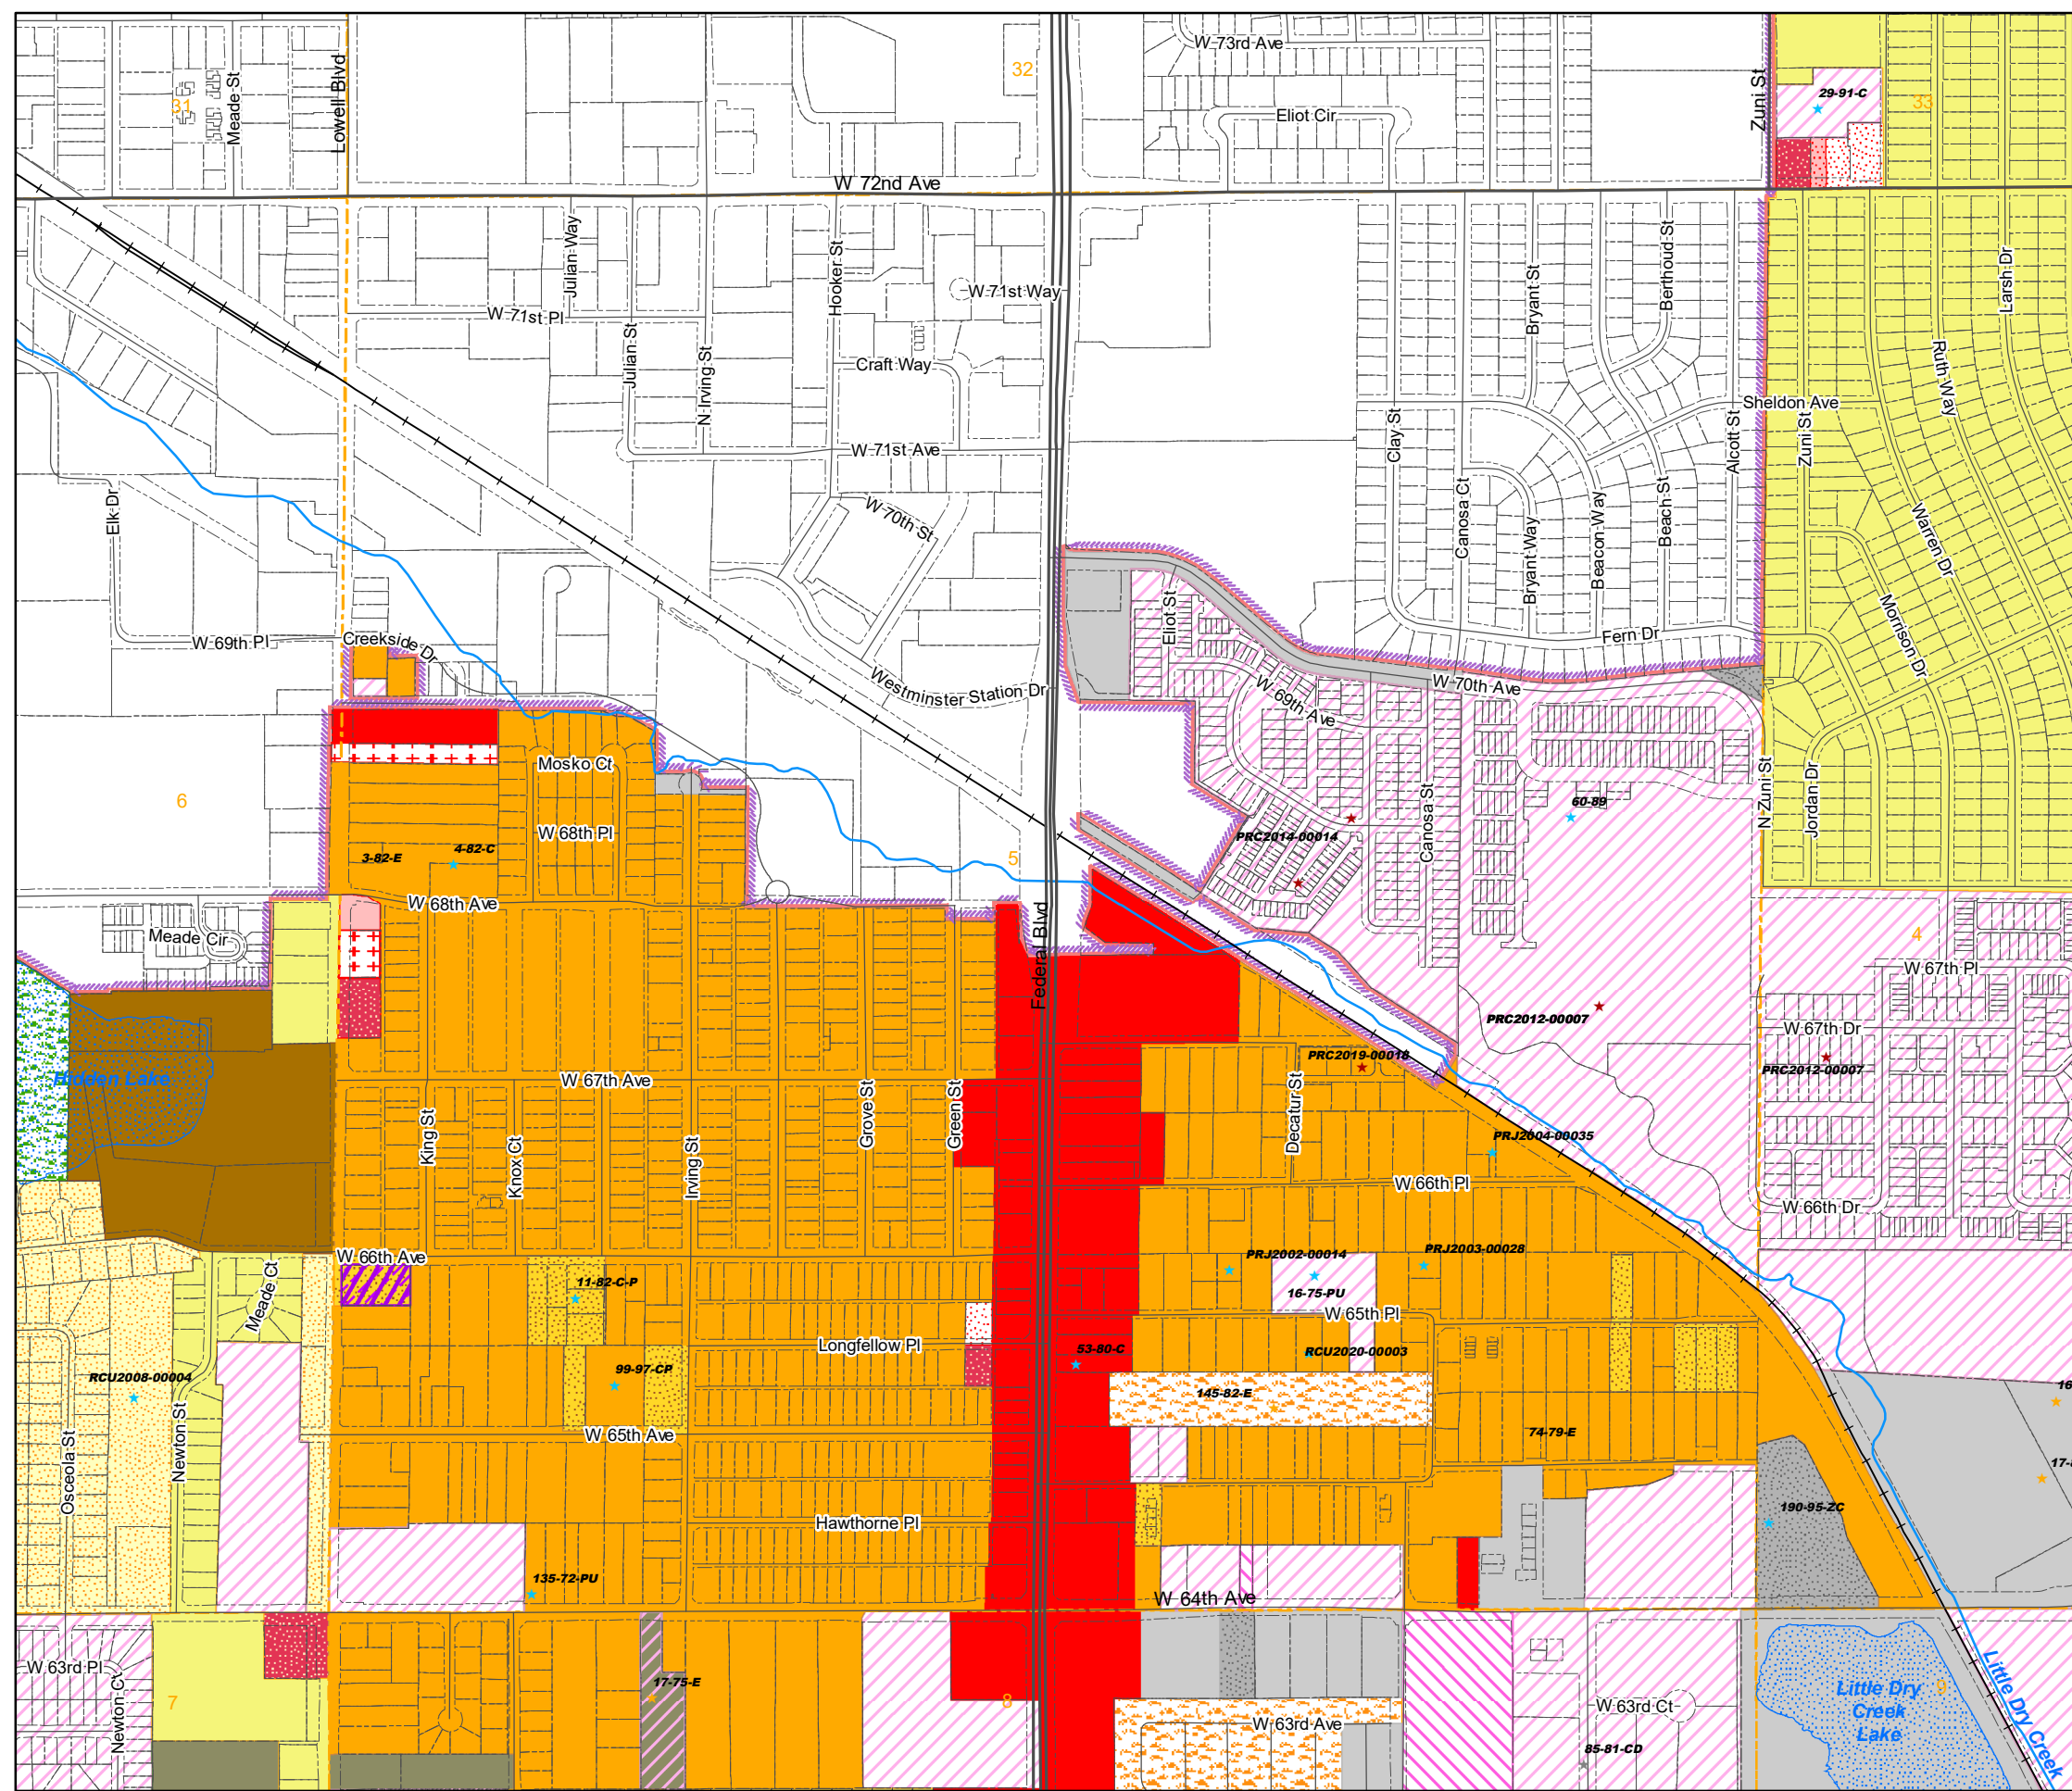 W 73rd Ave
32
Zuni St
29-91-C
33
31
Meade St
Lowell Blvd
Eliot Cir
W 72nd Ave
Julian Way
Hooker St
W 71st Way
Bryant St
Berthoud St
Larsh Dr
W 71st Pl
Julian St
N Irving St
Craft Way
Ruth Way
Sheldon Ave
Clay St
Alcott St
Zuni St
W 71st Ave
Elk Dr
W 70th St
Canosa Ct
Bryant Way
Beacon Way
Beach St
Warren Dr
Eliot St
Morrison Dr
W 69th Pl
Creekside Dr
Fern Dr
Westminster Station Dr
W 69th Ave
W 70th Ave
Mosko Ct
6
N Zuni St
Jordan Dr
60-89
W 68th Pl
PRC2014-00014
Canosa St
3-82-E
4-82-C
5
W 68th Ave
Federal Blvd
Meade Cir
4
W 67th Pl
PRC2012-00007
W 67th Dr
PRC2019-00018
PRC2012-00007
Hidden Lake
W 67th Ave
King St
Knox Ct
Irving St
Grove St
Green St
Decatur St
PRJ2004-00035
W 66th Pl
W 66th Dr
W 66th Ave
PRJ2002-00014
PRJ2003-00028
11-82-C-P
16-75-PU
Meade Ct
W 65th Pl
Longfellow Pl
53-80-C
RCU2020-00003
99-97-CP
RCU2008-00004
145-82-E
16
Osceola St
Newton St
W 65th Ave
74-79-E
17-
190-95-ZC
Hawthorne Pl
135-72-PU
W 64th Ave
W 63rd Pl
Newton Ct
7
17-75-E
8
W 63rd Ave
W 63rd Ct
85-81-CD
Little Dry
Creek
Lake
9
Little Dry Creek